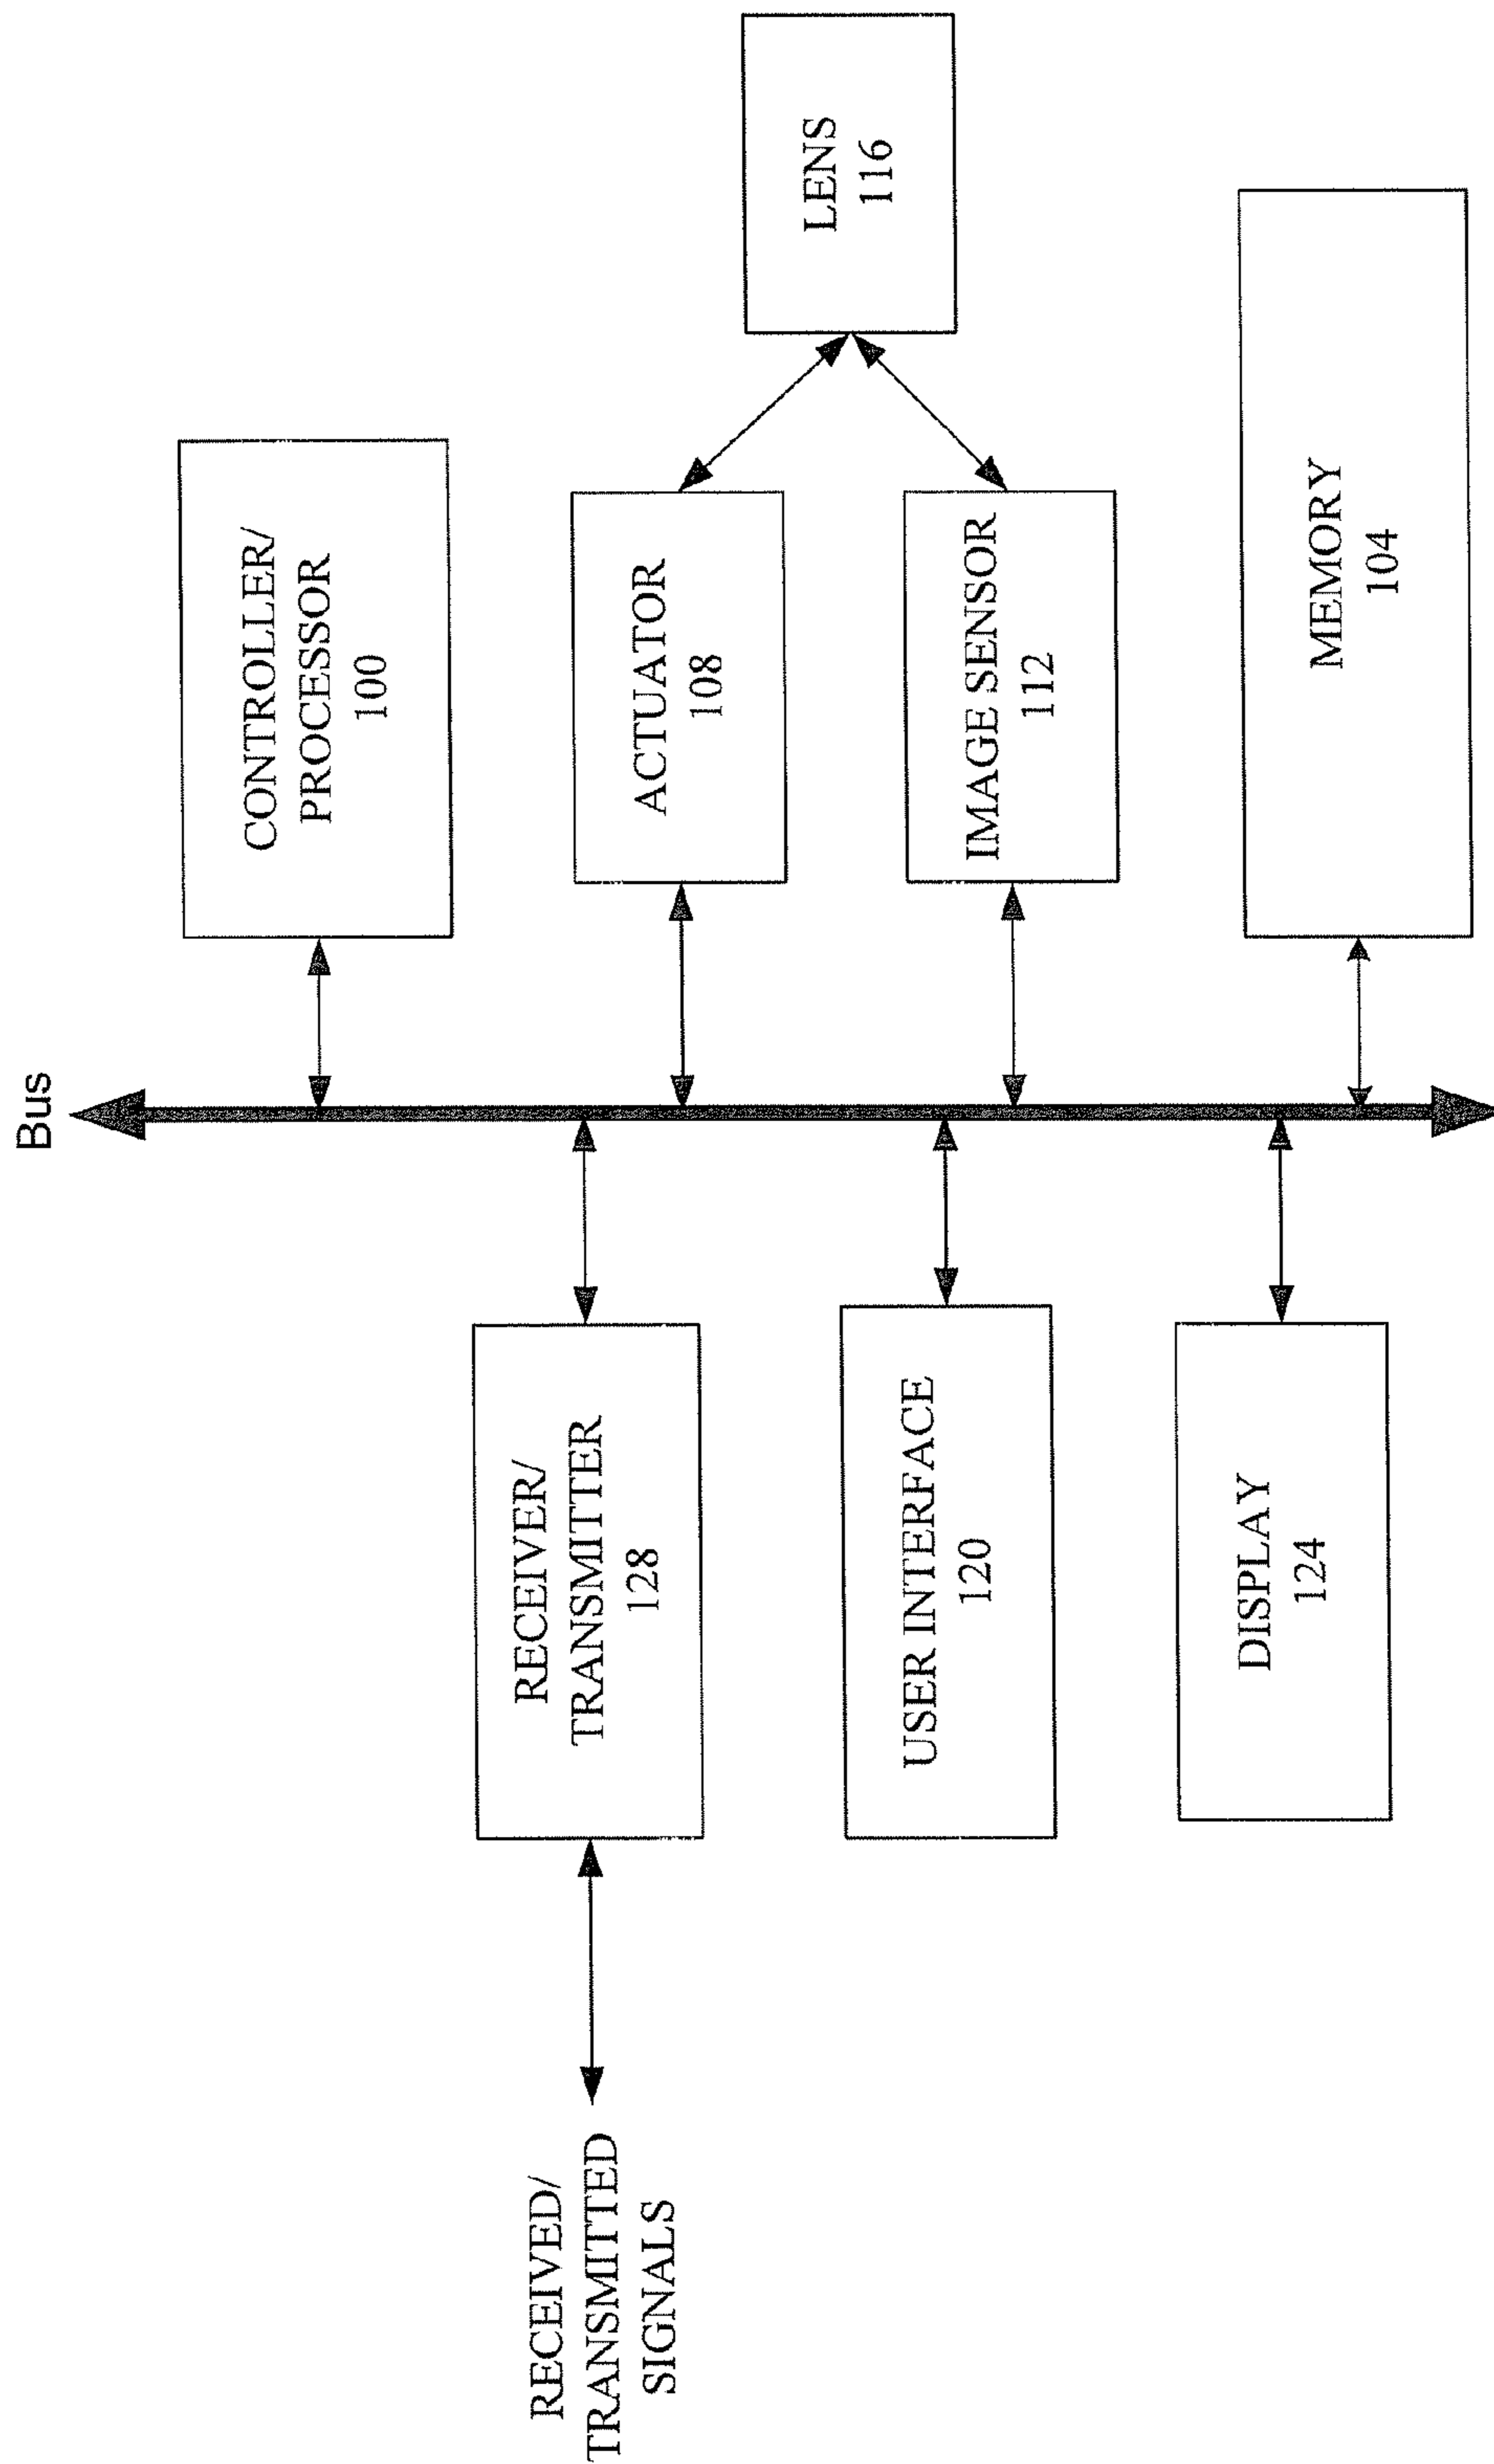 Bus
CONTROLLER/
PROCESSOR
100
RECEIVED/
TRANSMITTED
SIGNALS
RECEIVER/
TRANSMITTER
128
ACTUATOR
108
LENS
116
USER INTERFACE
120
IMAGE SENSOR
112
DISPLAY
124
MEMORY
104